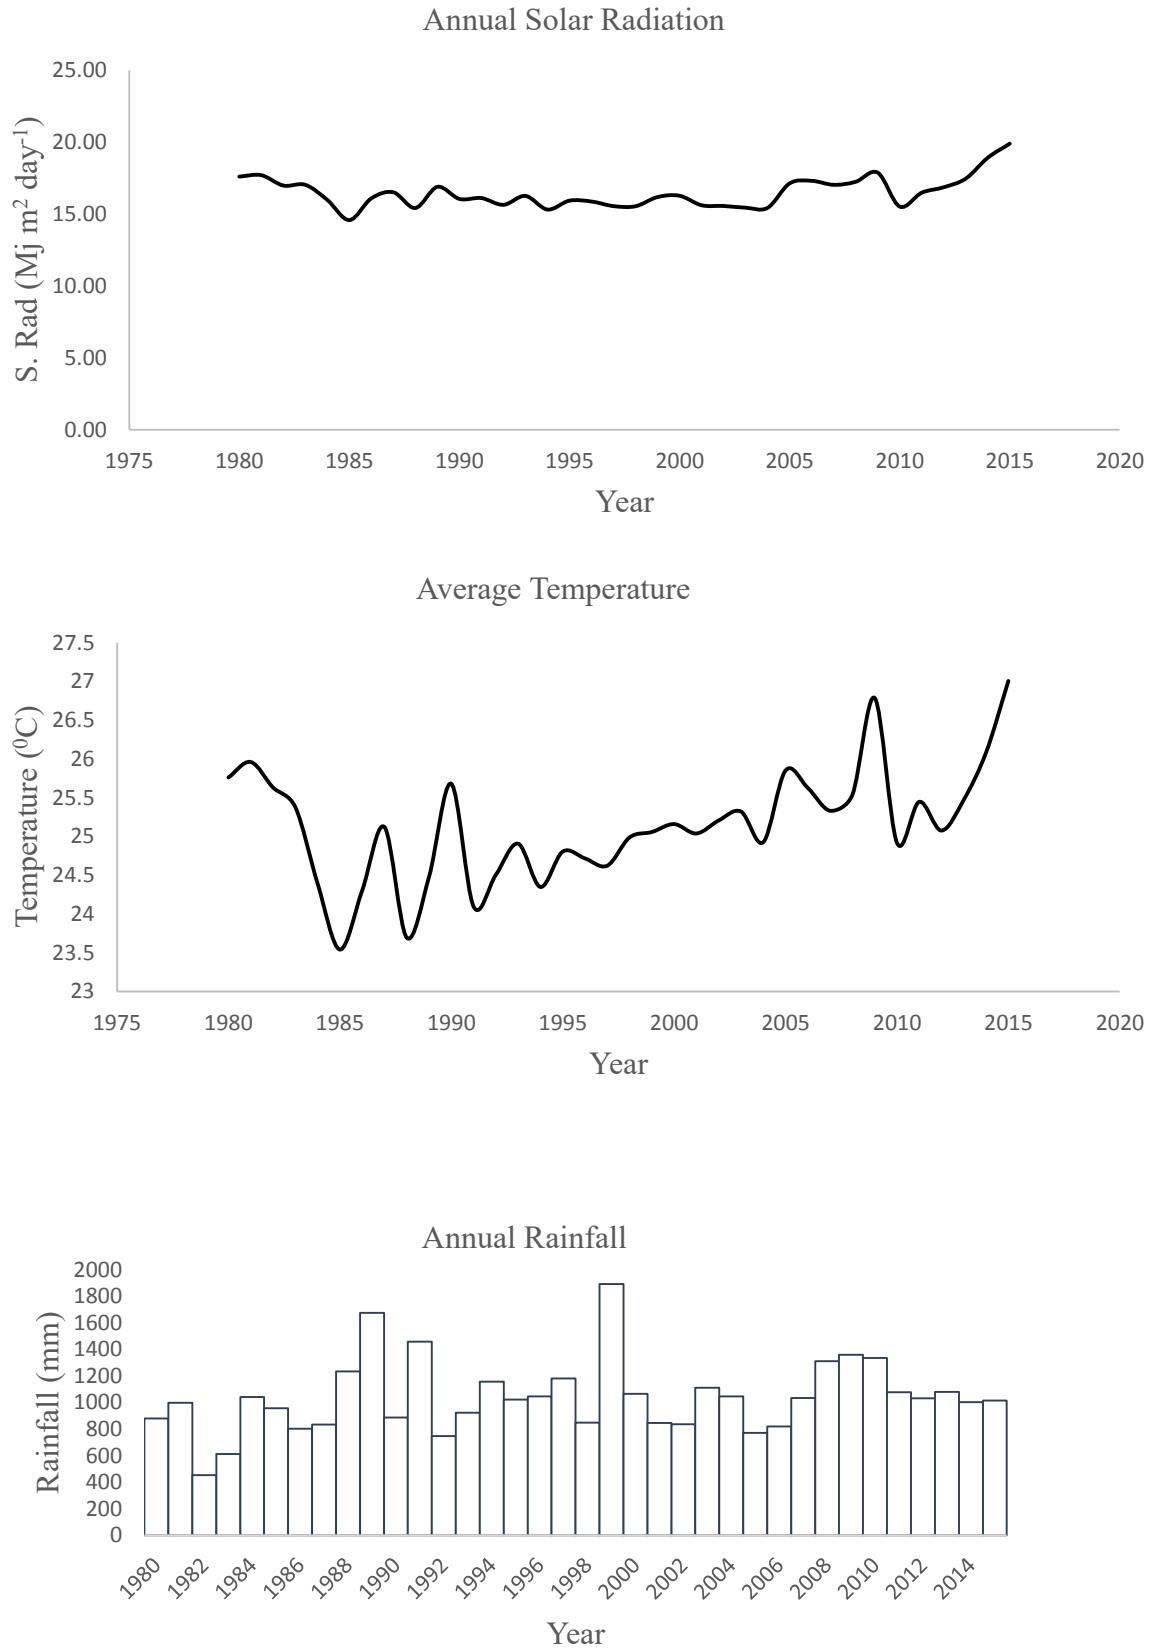 Annual Solar Radiation
25.00
20.00
15.00
10.00
5.00
0.00
S. Rad (Mj m² day⁻¹)
1975 1980 1985 1990 1995 2000 2005 2010 2015 2020
Year
Average Temperature
27.5
27
26.5
26
25.5
25
24.5
24
23.5
23
Temperature (⁰C)
1975 1980 1985 1990 1995 2000 2005 2010 2015 2020
Year
Annual Rainfall
2000
1800
1600
1400
1200
1000
800
600
400
200
0
Rainfall (mm)
1980 1982 1984 1986 1988 1990 1992 1994 1996 1998 2000 2002 2004 2006 2008 2010 2012 2014
Year